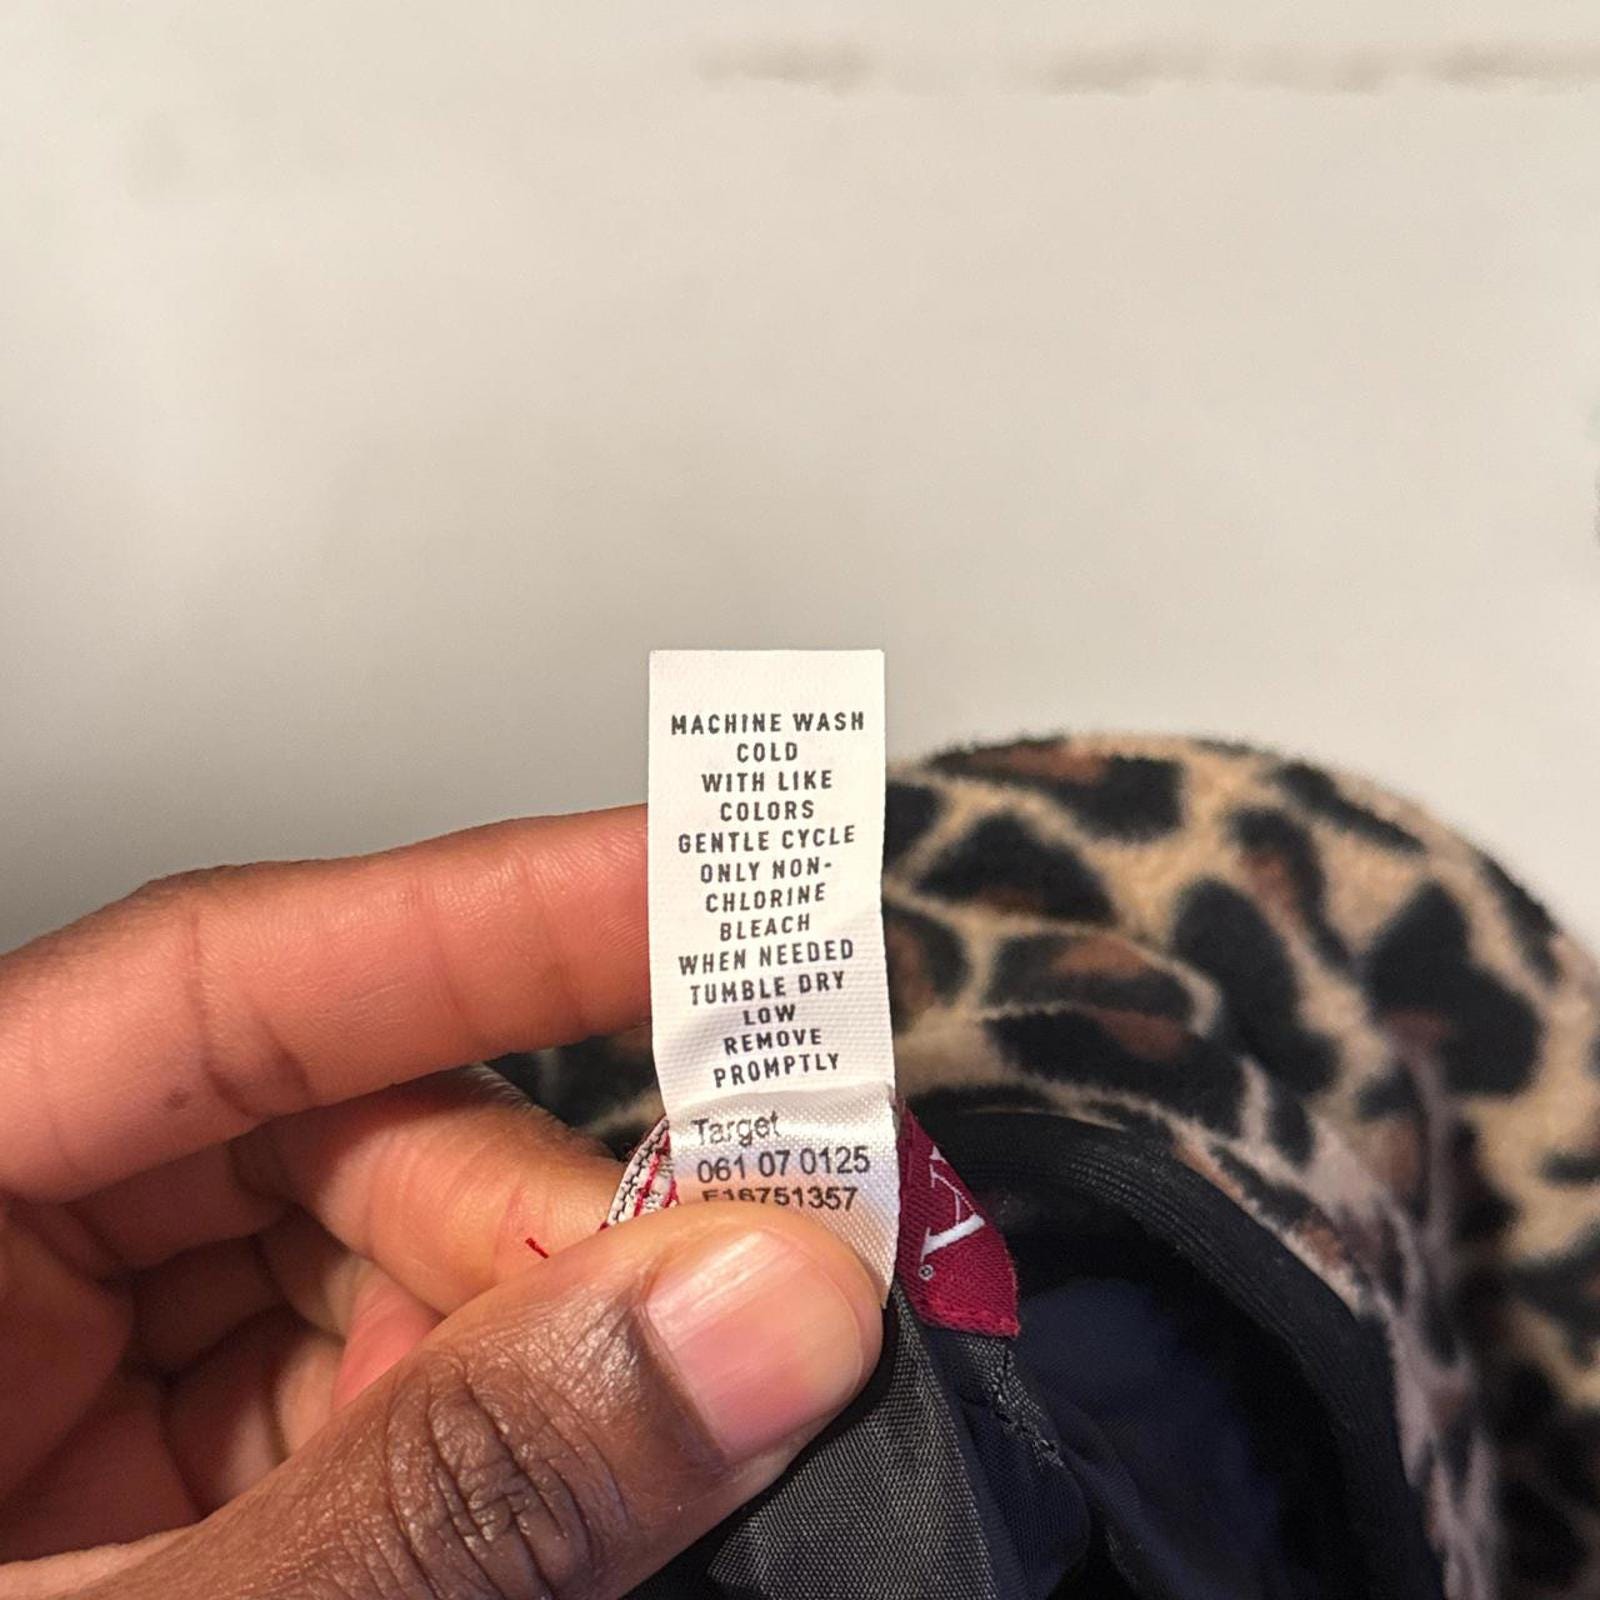 MACHINE WASH
COLD
WITH LIKE
COLORS
GENTLE CYCLE
ONLY NON-
CHLORINE
BLEACH
WHEN NEEDED
TUMBLE DRY
LOW
REMOVE
PROMPTLY
Target
061 07 0125
F16751357